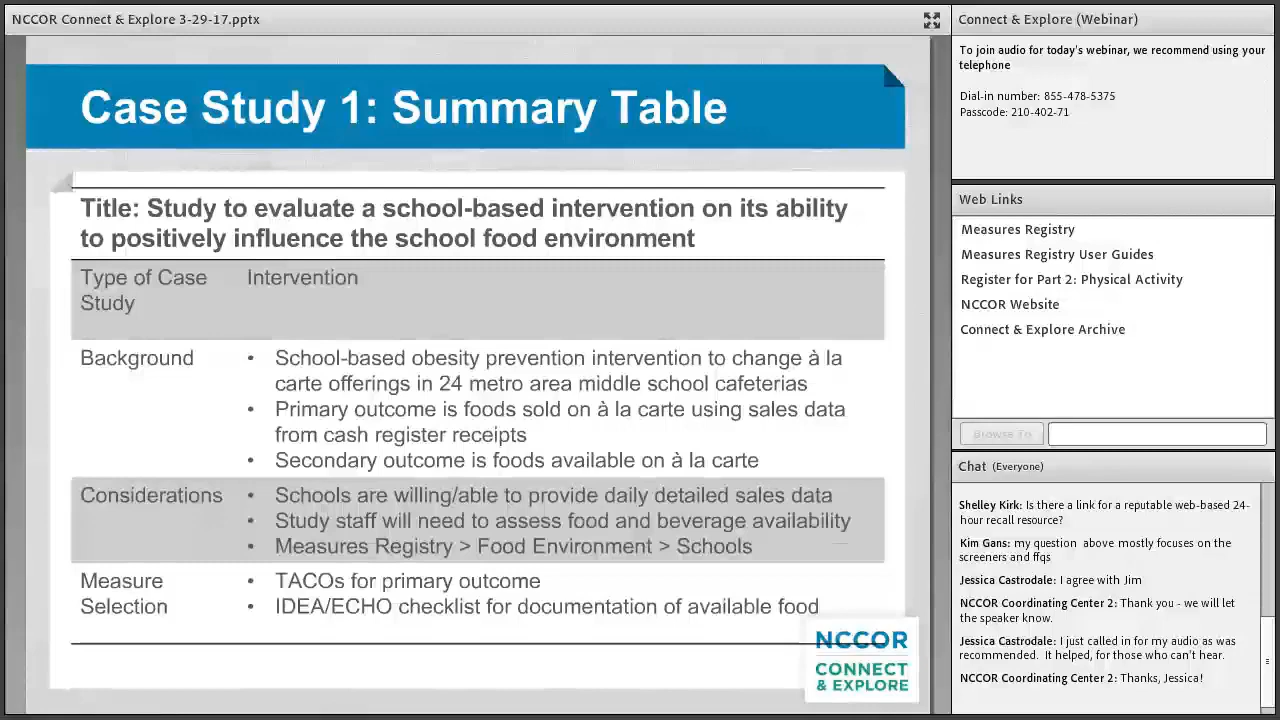 NCCOR Connect & Explore 3-29-17.pptx
Case Study 1: Summary Table
Title: Study to evaluate a school-based intervention on its ability
to positively influence the school food environment
Type of Case
Study
Intervention
Background
• School-based obesity prevention intervention to change à la
carte offerings in 24 metro area middle school cafeterias
• Primary outcome is foods sold on à la carte using sales data
from cash register receipts
• Secondary outcome is foods available on à la carte
Considerations
• Schools are willing/able to provide daily detailed sales data
• Study staff will need to assess food and beverage availability
• Measures Registry > Food Environment > Schools
Measure
Selection
• TACOs for primary outcome
• IDEA/ECHO checklist for documentation of available food
NCCOR
CONNECT
& EXPLORE
Connect & Explore (Webinar)
To join audio for today's webinar, we recommend using your
telephone
Dial-in number: 855-478-5375
Passcode: 210-402-71
Web Links
Measures Registry
Measures Registry User Guides
Register for Part 2: Physical Activity
NCCOR Website
Connect & Explore Archive
Browse To
Chat (Everyone)
Shelley Kirk: Is there a link for a reputable web-based 24-
hour recall resource?
Kim Gans: my question above mostly focuses on the
screeners and ffqs
Jessica Castrodale: I agree with Jim
NCCOR Coordinating Center 2: Thank you - we will let
the speaker know.
Jessica Castrodale: I just called in for my audio as was
recommended. It helped, for those who can't hear.
NCCOR Coordinating Center 2: Thanks, Jessica!